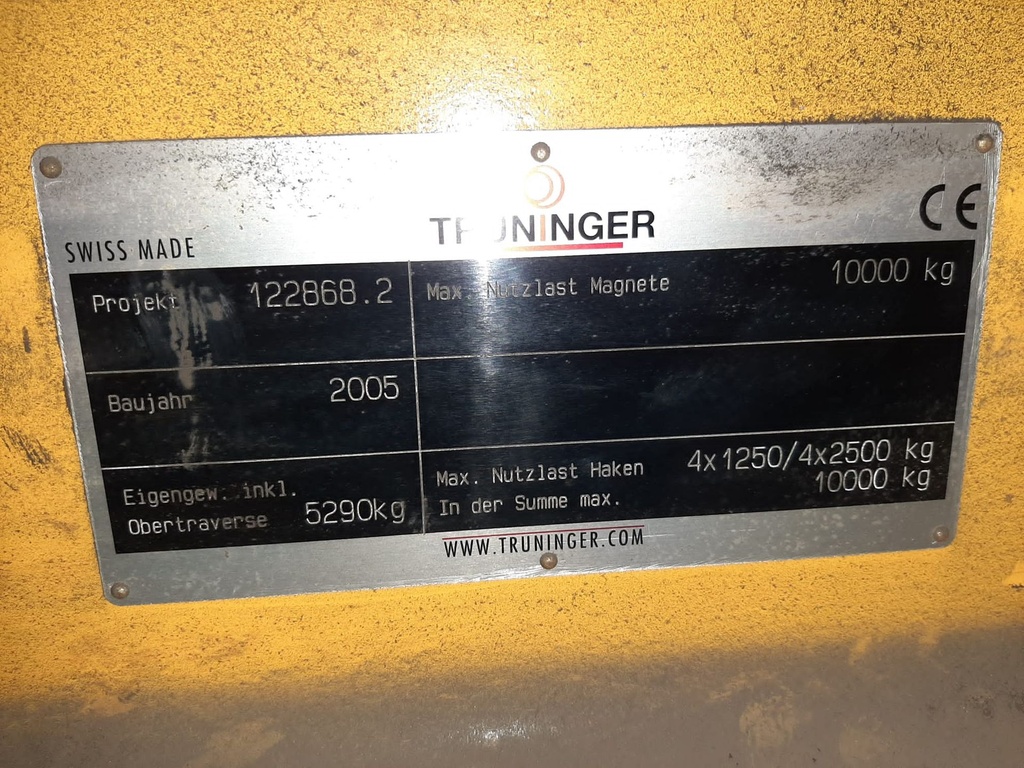 TRUNINGER
CE
SWISS MADE
Projekt 122868.2
Max. Nutzlast Magnete 10000 kg
Baujahr 2005
Eigengew. inkl.
Obertraverse 5290kg
Max. Nutzlast Haken 4x1250/4x2500 kg
In der Summe max. 10000 kg
WWW.TRUNINGER.COM